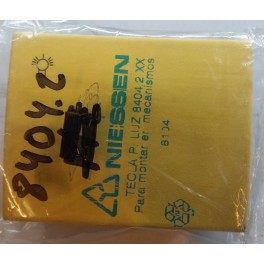 8404.2
NIESSEN
TECLA P. LUZ 8404.2 XX
Para montar en mecanismos
8104